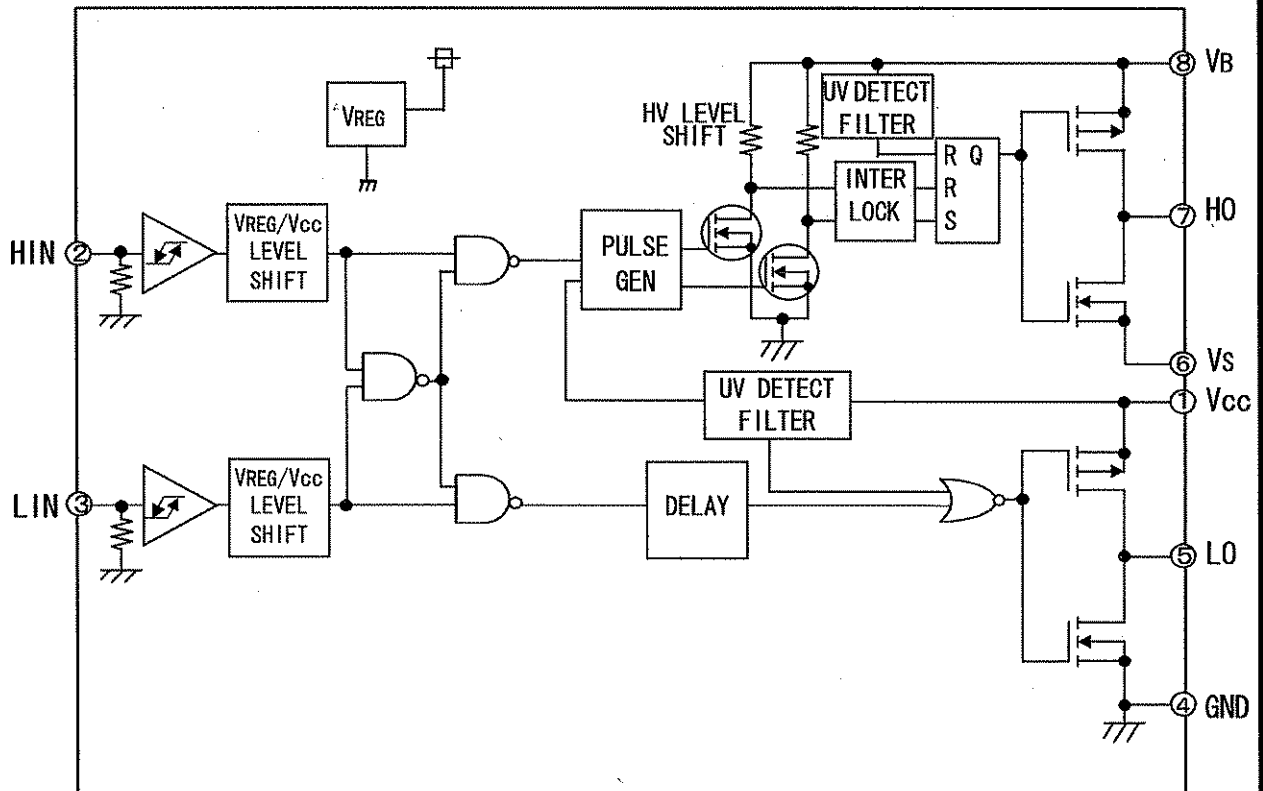 ⑧ VB
VREG
HV LEVEL
SHIFT
UV DETECT
FILTER
R Q
R
S
INTER
LOCK
⑦ HO
HIN ②
VREG/VCC
LEVEL
SHIFT
PULSE
GEN
⑥ VS
① VCC
UV DETECT
FILTER
LIN ③
VREG/VCC
LEVEL
SHIFT
DELAY
⑤ LO
④ GND